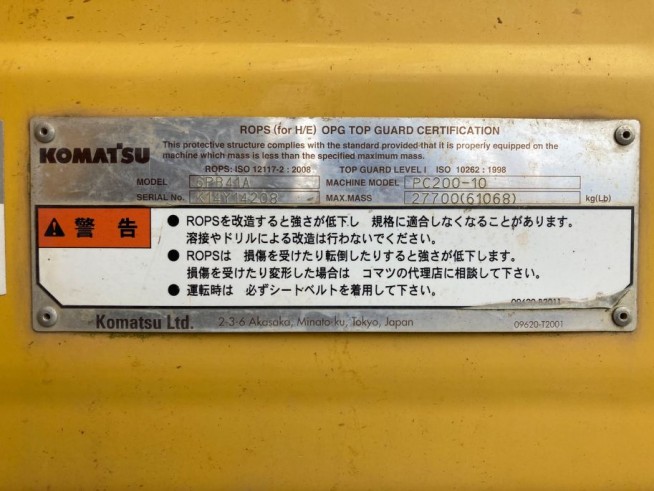 ROPS (for H/E) OPG TOP GUARD CERTIFICATION
KOMATSU
This protective structure complies with the standard provided that it is properly equipped on the
machine which mass is less than the specified maximum mass.
ROPS: ISO 12117-2 : 2008 TOP GUARD LEVEL I ISO 10262 : 1998
MODEL MACHINE MODEL PC200-10
SERIAL No. MAX.MASS 27700(61068) kg(Lb)
警告
● ROPSを改造すると強さが低下し 規格に適合しなくなることがあります。
溶接やドリルによる改造は行わないでください。
● ROPSは 損傷を受けたり転倒したりすると強さが低下します。
損傷を受けたり変形した場合は コマツの代理店に相談して下さい。
● 運転時は 必ずシートベルトを着用して下さい。
Komatsu Ltd. 2-3-6 Akasaka, Minato-ku, Tokyo, Japan 09620-T2001